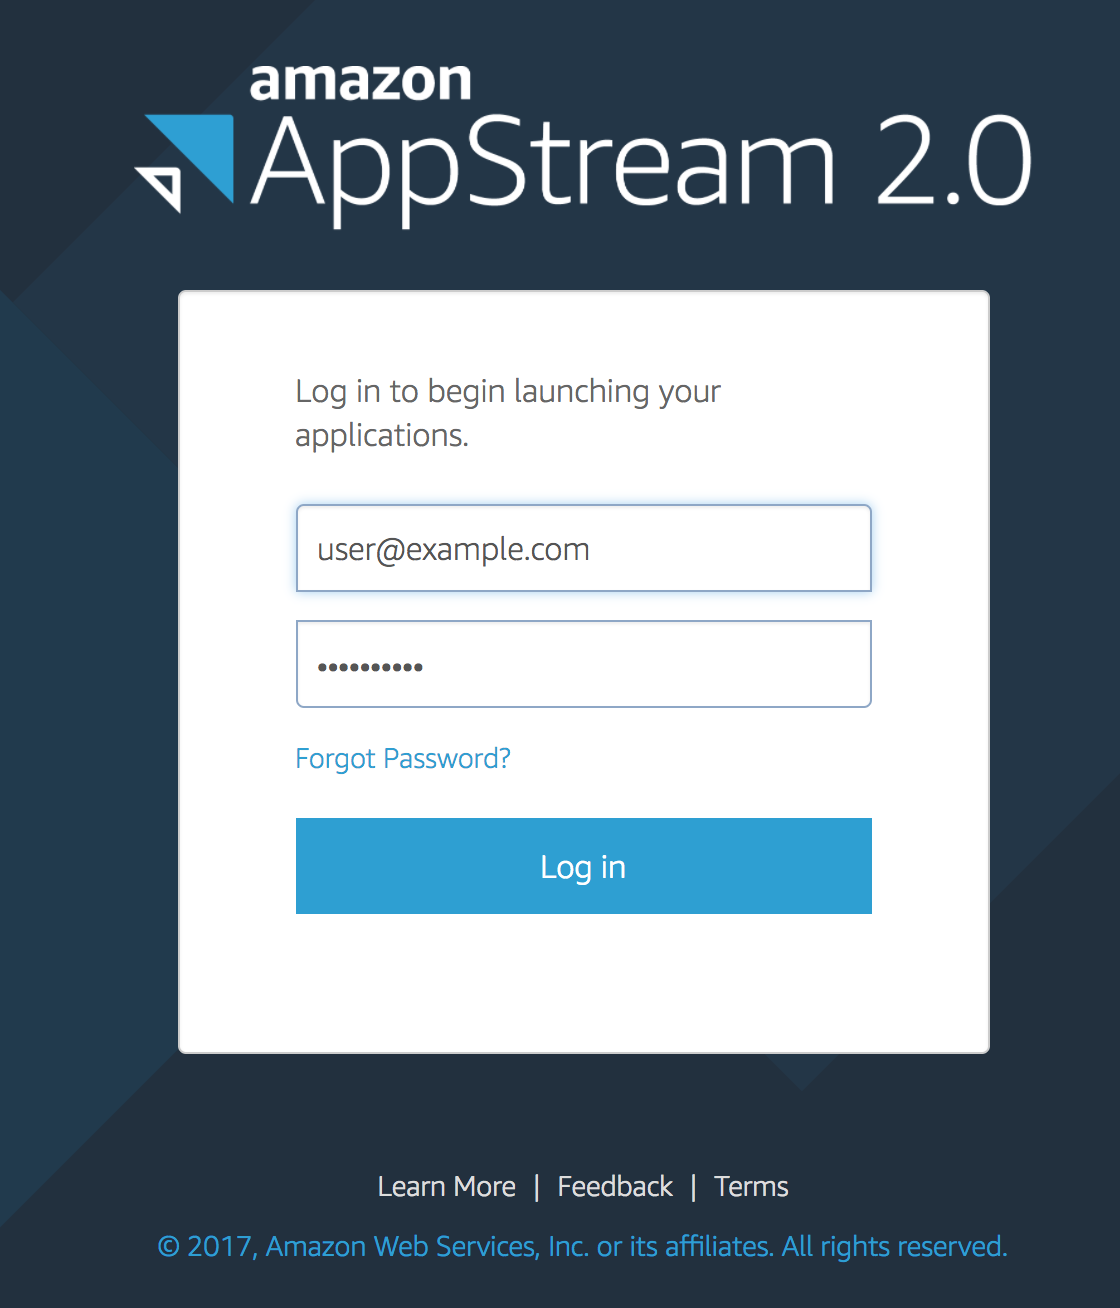 amazon
AppStream 2.0
Log in to begin launching your
applications.
user@example.com
••••••••••
Forgot Password?
Log in
Learn More | Feedback | Terms
© 2017, Amazon Web Services, Inc. or its affiliates. All rights reserved.